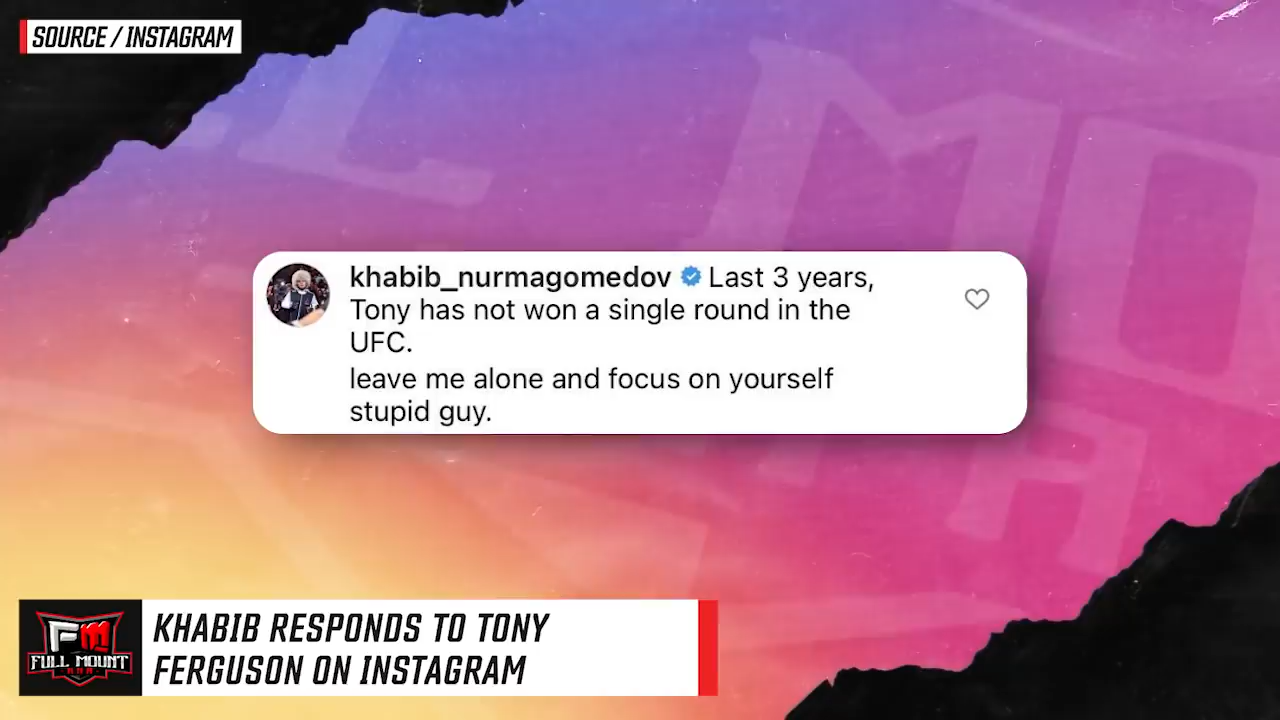 SOURCE / INSTAGRAM
khabib_nurmagomedov Last 3 years,
Tony has not won a single round in the
UFC.
leave me alone and focus on yourself
stupid guy.
KHABIB RESPONDS TO TONY
FERGUSON ON INSTAGRAM
FM
FULL MOUNT